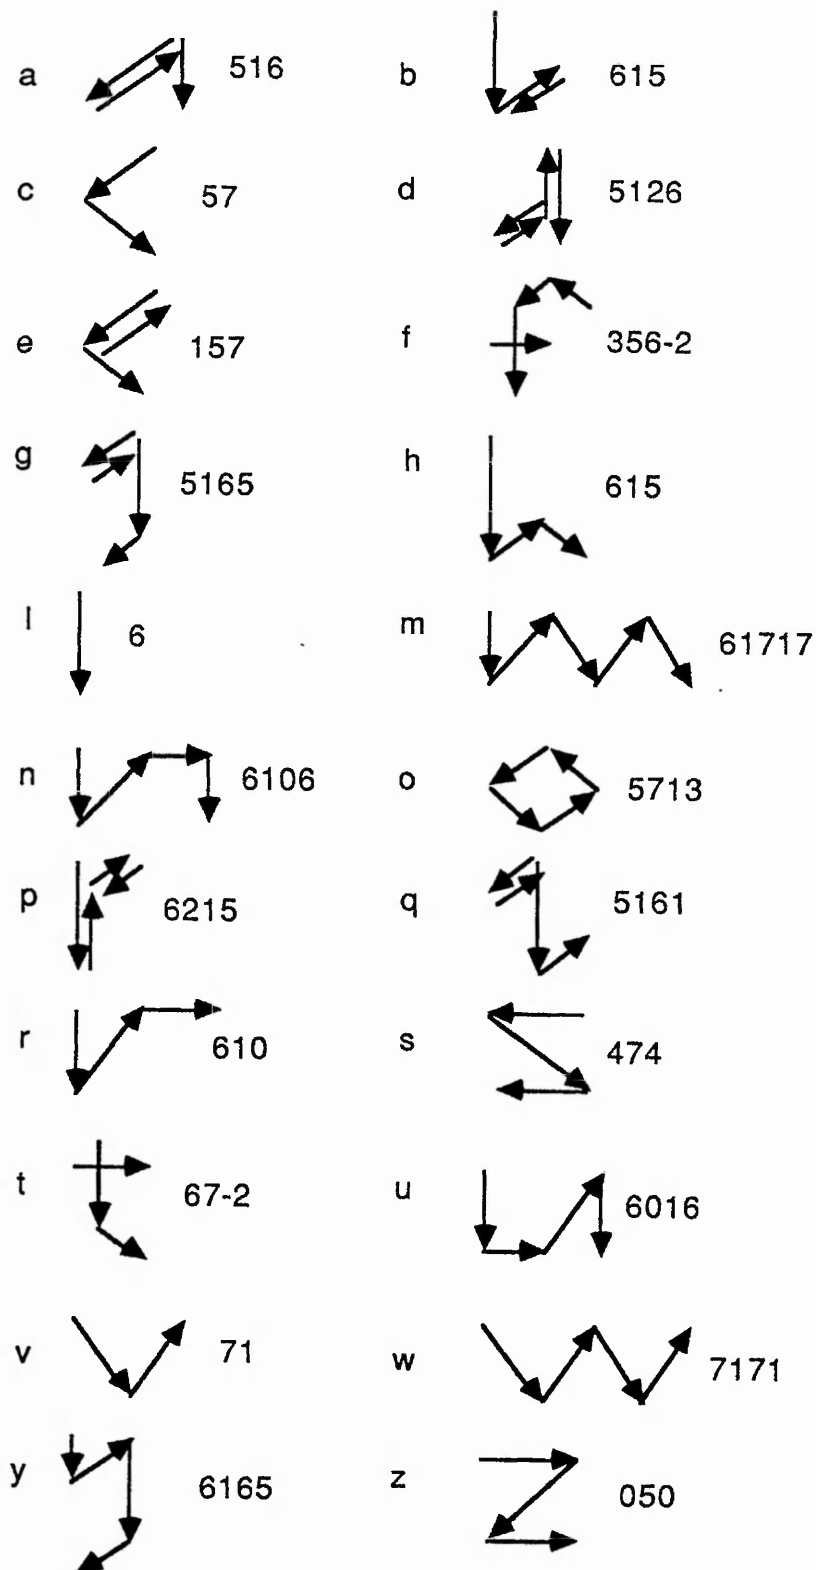 a 516 b 615
c 57 d 5126
e 157 f 356-2
g 5165 h 615
l 6 m 61717
n 6106 o 5713
p 6215 q 5161
r 610 s 474
t 67-2 u 6016
v 71 w 7171
y 6165 z 050